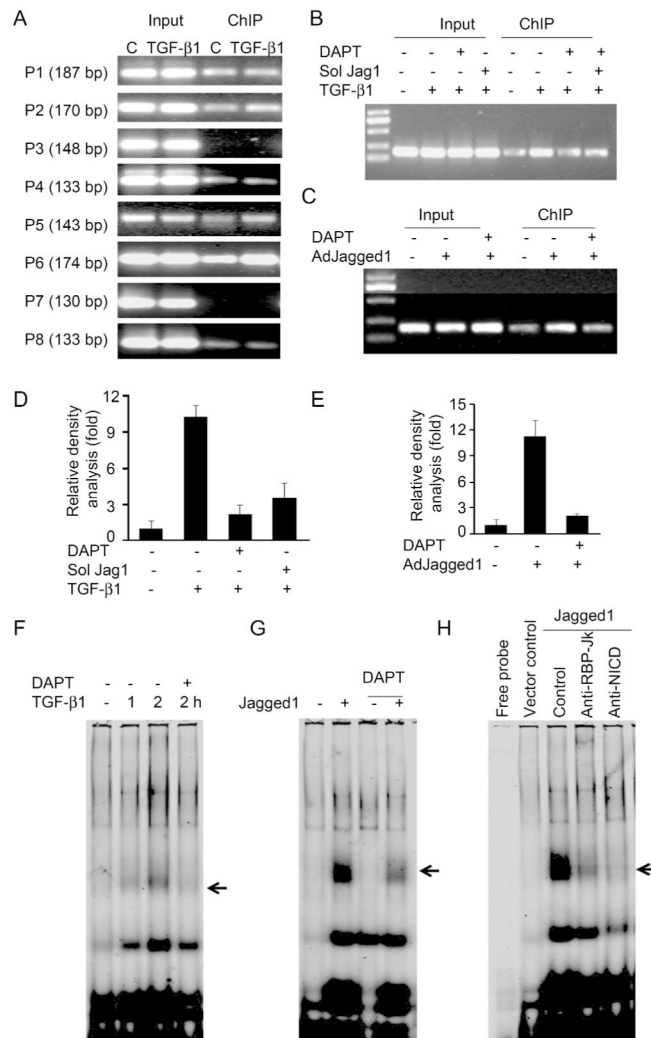 A
Input ChIP
C TGF-β1 C TGF-β1
P1 (187 bp)
P2 (170 bp)
P3 (148 bp)
P4 (133 bp)
P5 (143 bp)
P6 (174 bp)
P7 (130 bp)
P8 (133 bp)
B
Input ChIP
DAPT - - + + - - + +
Sol Jag1 - - - + - - - +
TGF-β1 - + + + - + + +
C
Input ChIP
DAPT - - + - - +
AdJagged1 - + + - + +
D
Relative density
analysis (fold)
12
9
6
3
0
DAPT - - + -
Sol Jag1 - - - +
TGF-β1 - + + +
E
Relative density
analysis (fold)
15
12
9
6
3
0
DAPT - - +
AdJagged1 - + +
F
DAPT - - - +
TGF-β1 - 1 2 2 h
G
DAPT
Jagged1 - + - +
H
Jagged1
Free probe
Vector control
Control
Anti-RBP-Jk
Anti-NICD